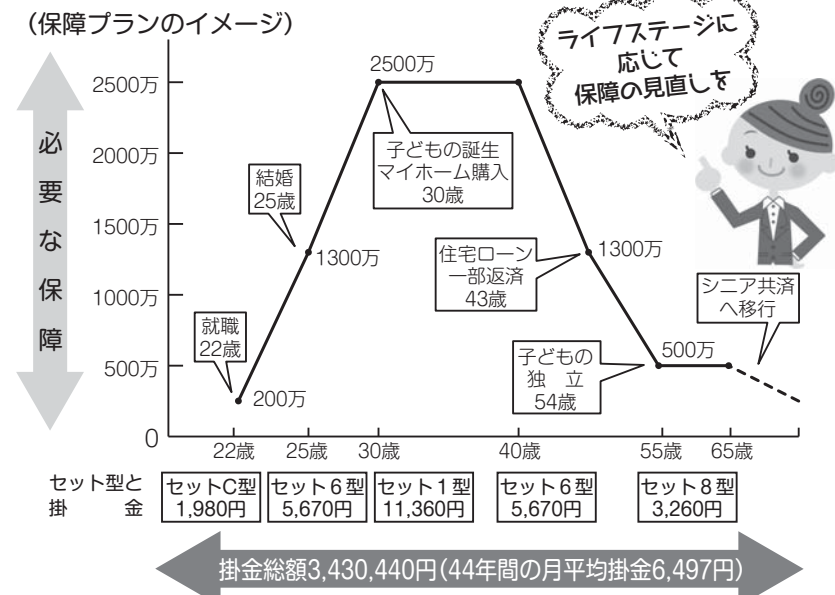 （保障プランのイメージ）
ライフステージに
応じて
保障の見直しを
必要な保障
2500万
2000万
1500万
1000万
500万
0
2500万
子どもの誕生
マイホーム購入
30歳
結婚
25歳
1300万
住宅ローン
一部返済
43歳
1300万
シニア共済
へ移行
就職
22歳
200万
子どもの
独　立
54歳
500万
22歳
25歳
30歳
40歳
55歳
65歳
セット型と
掛　　金
セットC型
1,980円
セット6型
5,670円
セット1型
11,360円
セット6型
5,670円
セット8型
3,260円
掛金総額3,430,440円（44年間の月平均掛金6,497円）